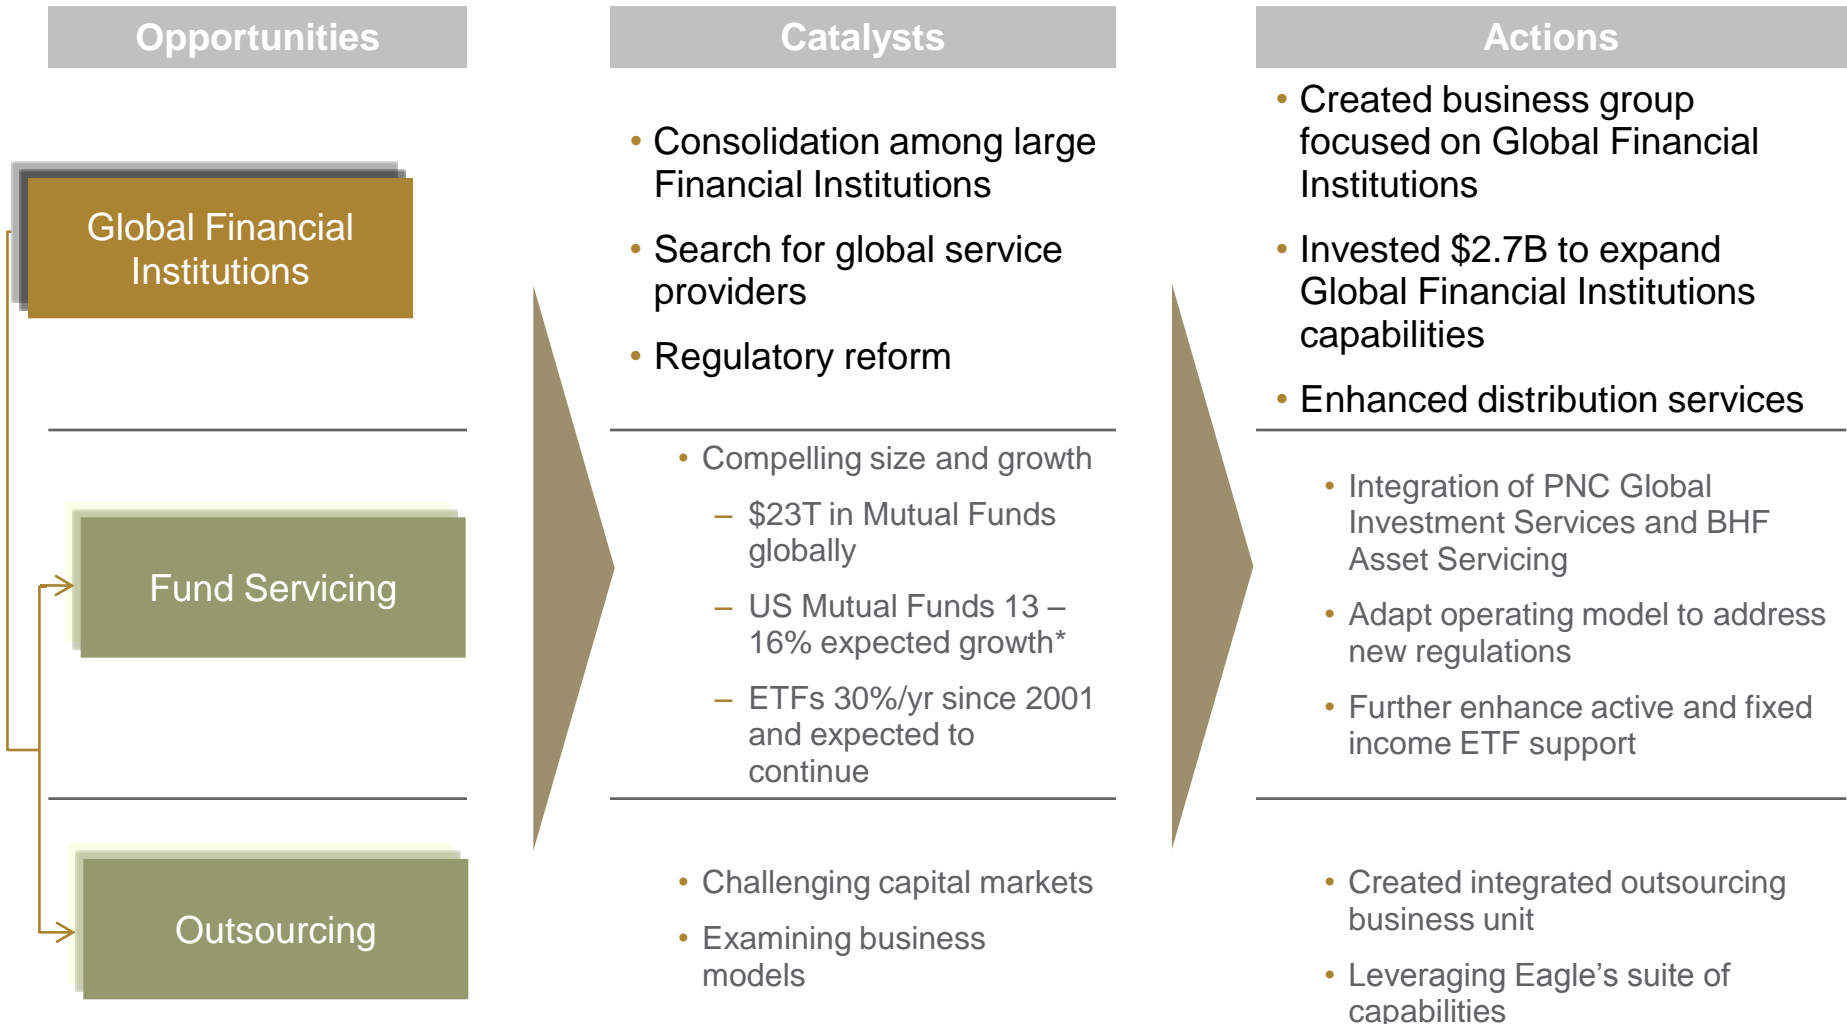 Opportunities
Catalysts
Actions
Global Financial
Institutions
• Consolidation among large
Financial Institutions
• Search for global service
providers
• Regulatory reform
• Created business group
focused on Global Financial
Institutions
• Invested $2.7B to expand
Global Financial Institutions
capabilities
• Enhanced distribution services
Fund Servicing
• Compelling size and growth
– $23T in Mutual Funds
globally
– US Mutual Funds 13 –
16% expected growth*
– ETFs 30%/yr since 2001
and expected to
continue
• Integration of PNC Global
Investment Services and BHF
Asset Servicing
• Adapt operating model to address
new regulations
• Further enhance active and fixed
income ETF support
Outsourcing
• Challenging capital markets
• Examining business
models
• Created integrated outsourcing
business unit
• Leveraging Eagle’s suite of
capabilities